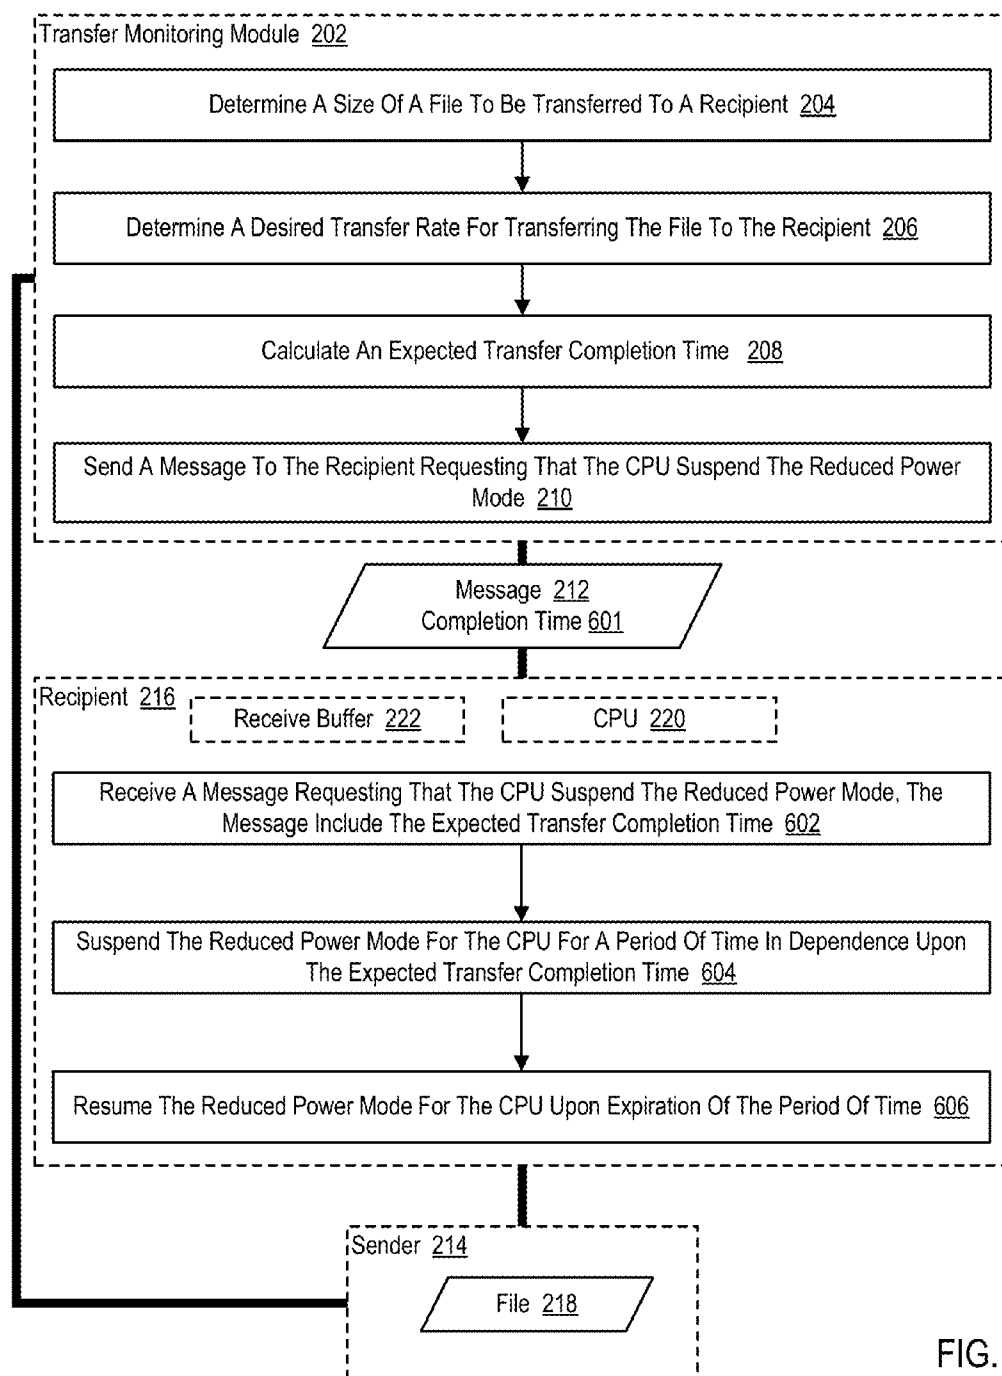 Transfer Monitoring Module 202
Determine A Size Of A File To Be Transferred To A Recipient 204
Determine A Desired Transfer Rate For Transferring The File To The Recipient 206
Calculate An Expected Transfer Completion Time 208
Send A Message To The Recipient Requesting That The CPU Suspend The Reduced Power
Mode 210
Message 212
Completion Time 601
Recipient 216
Receive Buffer 222
CPU 220
Receive A Message Requesting That The CPU Suspend The Reduced Power Mode, The
Message Include The Expected Transfer Completion Time 602
Suspend The Reduced Power Mode For The CPU For A Period Of Time In Dependence Upon
The Expected Transfer Completion Time 604
Resume The Reduced Power Mode For The CPU Upon Expiration Of The Period Of Time 606
Sender 214
File 218
FIG.